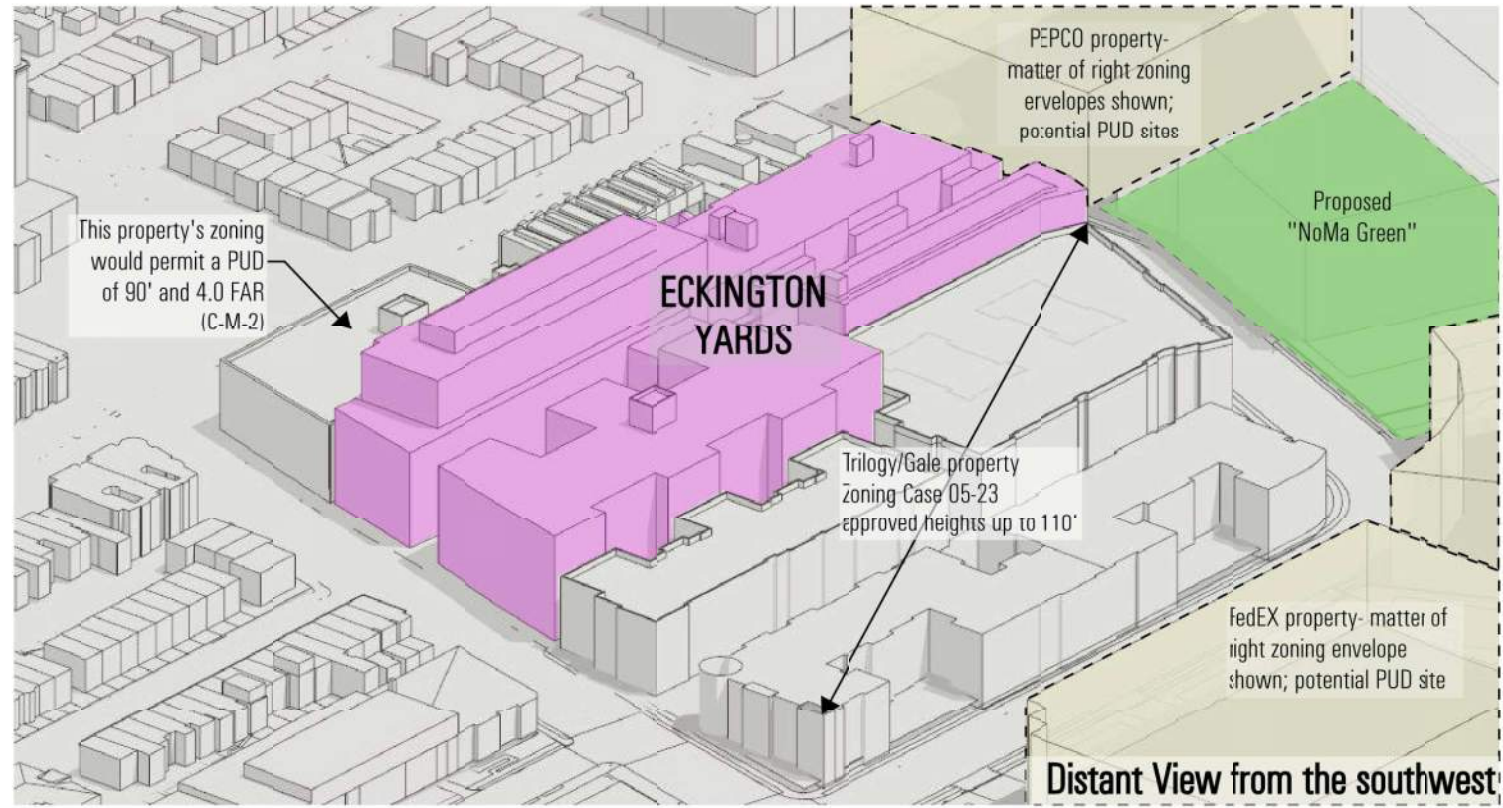 PEPCO property-
matter of right zoning
envelopes shown;
potential PUD sites
Proposed
"NoMa Green"
This property's zoning
would permit a PUD
of 90' and 4.0 FAR
(C-M-2)
ECKINGTON
YARDS
Trilogy/Gale property
Zoning Case 05-23
approved heights up to 110'
FedEX property- matter of
right zoning envelope
shown; potential PUD site
Distant View from the southwest